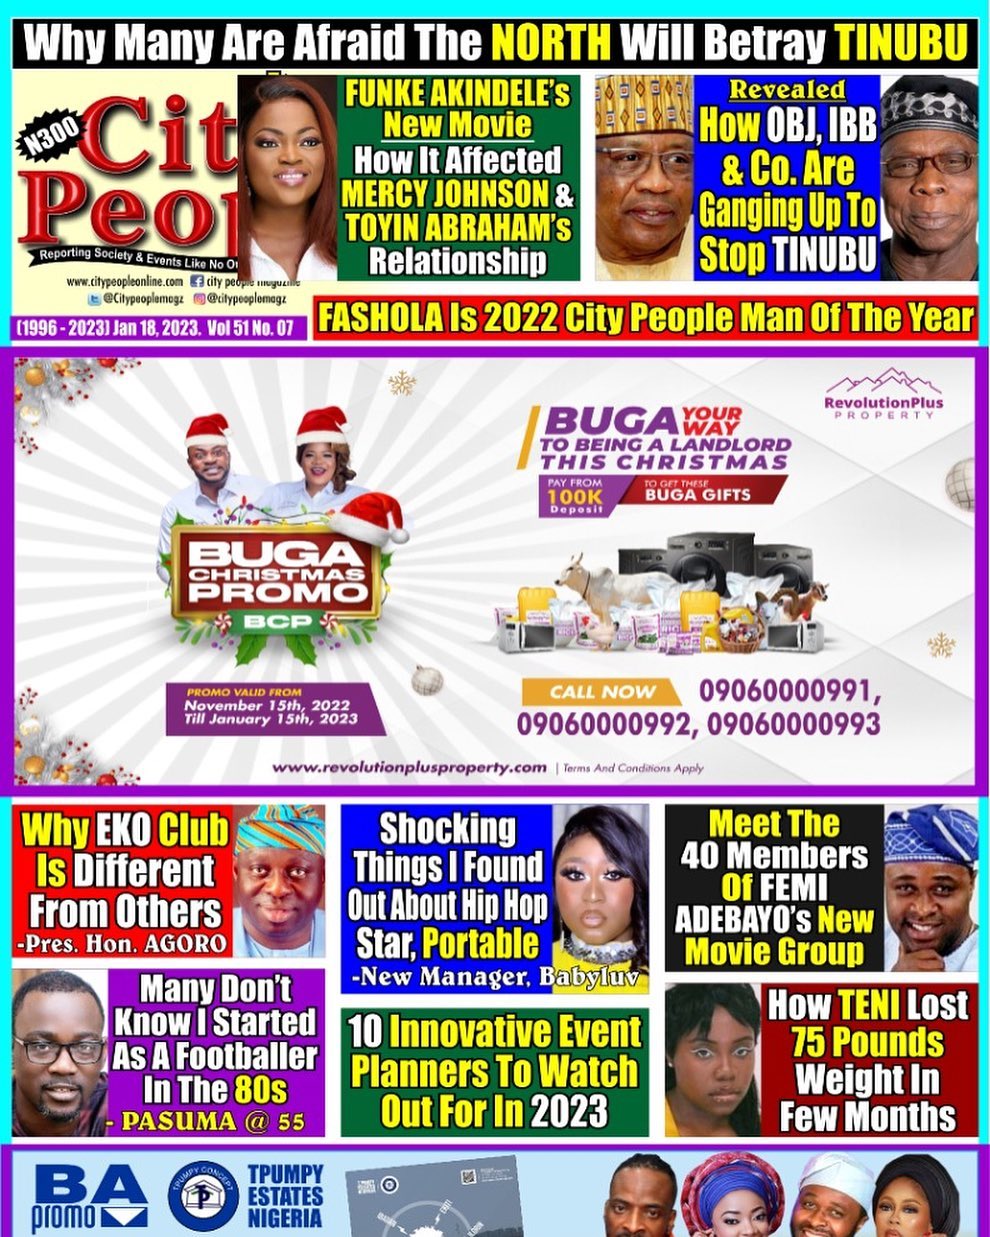 Why Many Are Afraid The NORTH Will Betray TINUBU
N300
Cit
Peo
Reporting Society & Events Like No O
www.citypeopleonline.com city people magazine
@Citypeoplemagz @citypeoplemagz
(1996 - 2023) Jan 18, 2023. Vol 51 No. 07
FUNKE AKINDELE's
New Movie
How It Affected
MERCY JOHNSON &
TOYIN ABRAHAM's
Relationship
Revealed
How OBJ, IBB
& Co. Are
Ganging Up To
Stop TINUBU
FASHOLA Is 2022 City People Man Of The Year
RevolutionPlus
PROPERTY
BUGA YOUR WAY
TO BEING A LANDLORD
THIS CHRISTMAS
PAY FROM
100K
Deposit
TO GET THESE
BUGA GIFTS
BUGA
CHRISTMAS
PROMO
BCP
RICE
PROMO VALID FROM
November 15th, 2022
Till January 15th, 2023
CALL NOW 09060000991,
09060000992, 09060000993
www.revolutionplusproperty.com | Terms And Conditions Apply
Why EKO Club
Is Different
From Others
-Pres. Hon. AGORO
Shocking
Things I Found
Out About Hip Hop
Star, Portable
-New Manager, Babyluv
Meet The
40 Members
Of FEMI
ADEBAYO's New
Movie Group
Many Don't
Know I Started
As A Footballer
In The 80s
- PASUMA @ 55
10 Innovative Event
Planners To Watch
Out For In 2023
How TENI Lost
75 Pounds
Weight In
Few Months
BA
promo
TPUMPY CONCEPT
TPUMPY
ESTATES
NIGERIA